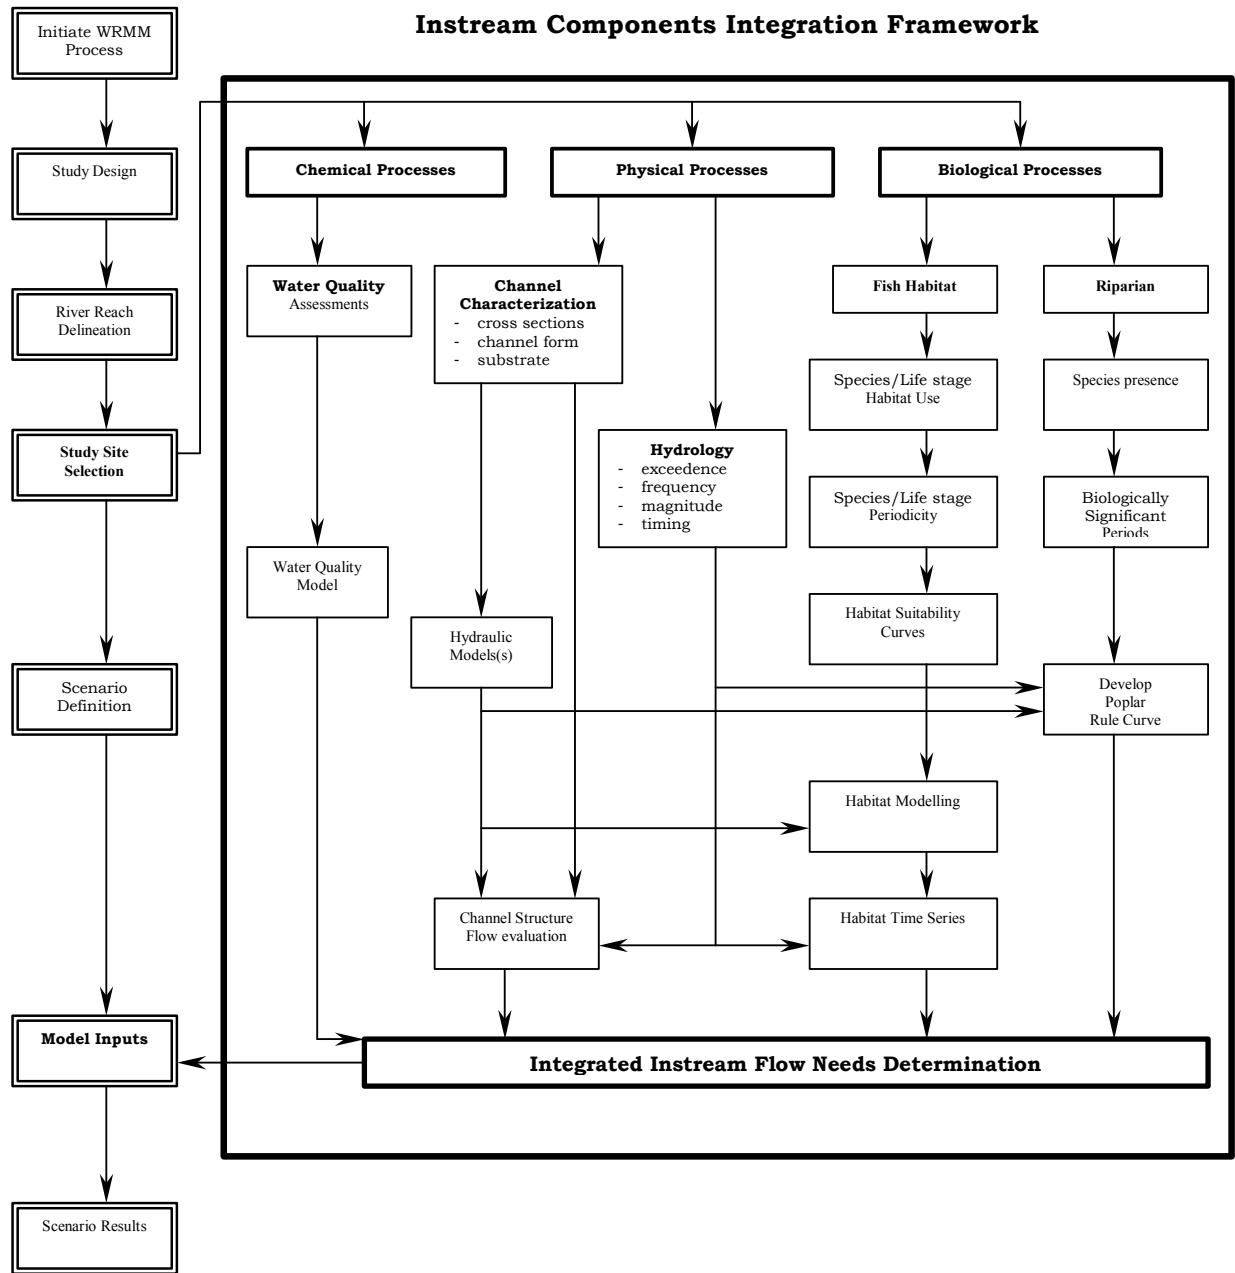 Instream Components Integration Framework
Initiate WRMM
Process
Study Design
River Reach
Delineation
Study Site
Selection
Scenario
Definition
Model Inputs
Scenario Results
Chemical Processes
Physical Processes
Biological Processes
Water Quality
Assessments
Water Quality
Model
Channel
Characterization
- cross sections
- channel form
- substrate
Hydrology
- exceedence
- frequency
- magnitude
- timing
Hydraulic
Models(s)
Channel Structure
Flow evaluation
Fish Habitat
Species/Life stage
Habitat Use
Species/Life stage
Periodicity
Habitat Suitability
Curves
Habitat Modelling
Habitat Time Series
Riparian
Species presence
Biologically
Significant
Periods
Develop
Poplar
Rule Curve
Integrated Instream Flow Needs Determination